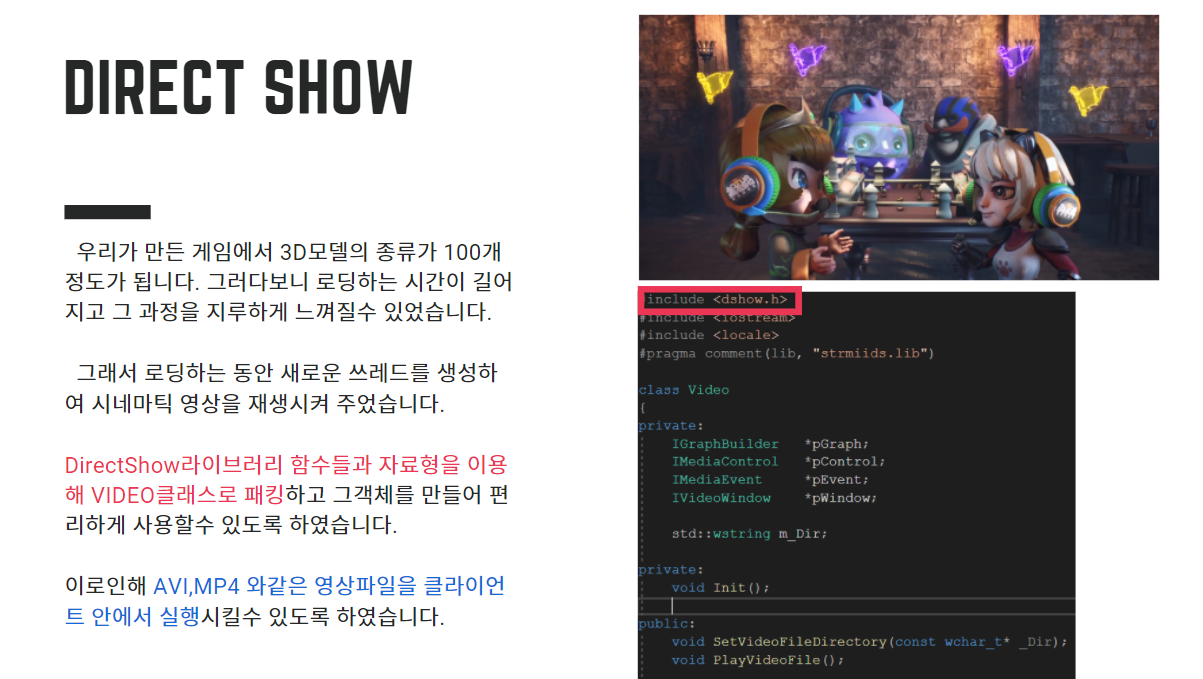 DIRECT SHOW
우리가 만든 게임에서 3D모델의 종류가 100개
정도가 됩니다. 그러다보니 로딩하는 시간이 길어
지고 그 과정을 지루하게 느껴질수 있었습니다.
그래서 로딩하는 동안 새로운 쓰레드를 생성하
여 시네마틱 영상을 재생시켜 주었습니다.
DirectShow라이브러리 함수들과 자료형을 이용
해 VIDEO클래스로 패킹하고 그객체를 만들어 편
리하게 사용할수 있도록 하였습니다.
이로인해 AVI,MP4 와같은 영상파일을 클라이언
트 안에서 실행시킬수 있도록 하였습니다.
#include <dshow.h>
#include <iostream>
#include <locale>
#pragma comment(lib, "strmiids.lib")
class Video
{
private:
IGraphBuilder *pGraph;
IMediaControl *pControl;
IMediaEvent *pEvent;
IVideoWindow *pWindow;
std::wstring m_Dir;
private:
void Init();
public:
void SetVideoFileDirectory(const wchar_t* _Dir);
void PlayVideoFile();